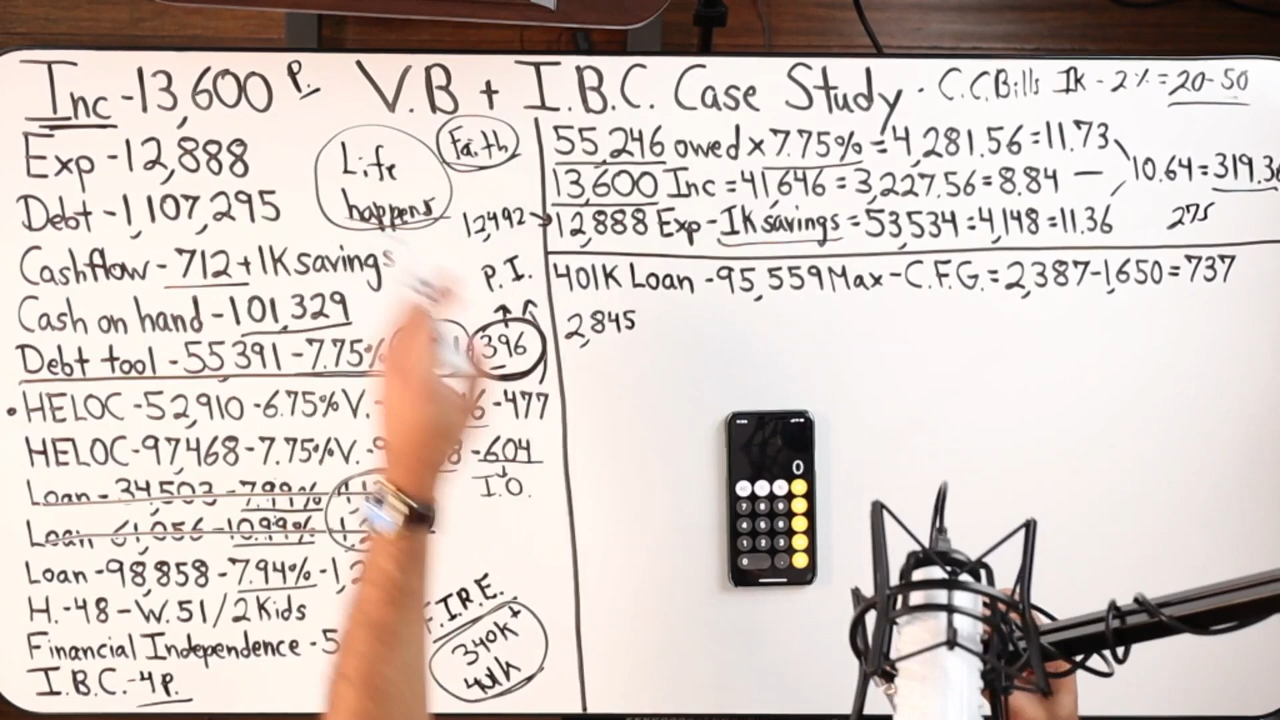 Inc -13,600 P. V.B + I.B.C. Case Study · C.C. Bills 1K - 2% = 20-50
Exp -12,888
Debt -1,107,295
Cashflow - 712 + 1K savings
Cash on hand - 101,329
Debt tool - 55,391 - 7.75% 396
• HELOC -52,910 -6.75% V. -477
HELOC -97,468 -7.75% V. -604
I.O.
Loan - 34,503 - 7.99%
Loan 61,056 - 10.99%
Loan -98,858 -7.94% -1,2
H.-48 - W.51 / 2 Kids
Financial Independence - 5
I.B.C. -4 P.
Life
happens
Faith
12,492
P.I.
F.I.R.E.
340K+
401k
55,246 owed x 7.75% = 4,281.56 = 11.73
13,600 Inc = 41,646 = 3,227.56 = 8.84 — 10.64 = 319.3
12,888 Exp - 1K savings = 53,534 = 4,148 = 11.36 275
401K Loan -95,559 Max - C.F.G. = 2,387 - 1,650 = 737
2,845
0